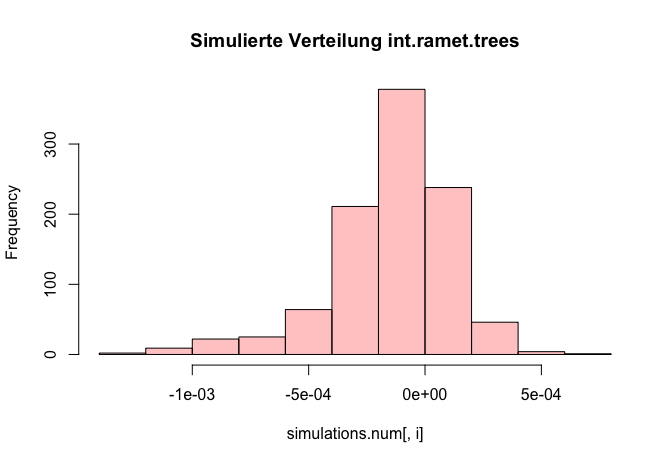 Simulierte Verteilung int.ramet.trees
Frequency
300
200
100
0
-1e-03 -5e-04 0e+00 5e-04
simulations.num[, i]